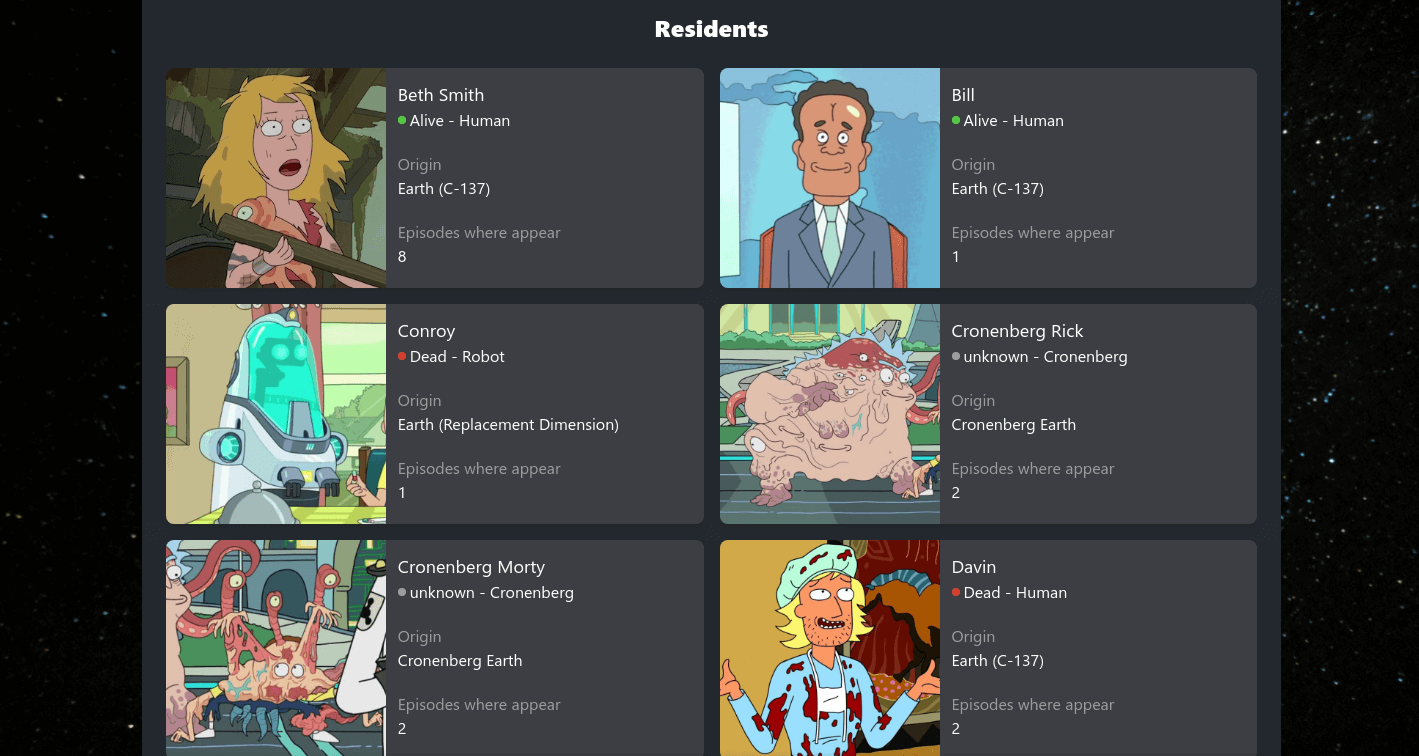 Residents
Beth Smith
Alive - Human
Origin
Earth (C-137)
Episodes where appear
8
Bill
Alive - Human
Origin
Earth (C-137)
Episodes where appear
1
Conroy
Dead - Robot
Origin
Earth (Replacement Dimension)
Episodes where appear
1
Cronenberg Rick
unknown - Cronenberg
Origin
Cronenberg Earth
Episodes where appear
2
Cronenberg Morty
unknown - Cronenberg
Origin
Cronenberg Earth
Episodes where appear
2
Davin
Dead - Human
Origin
Earth (C-137)
Episodes where appear
2